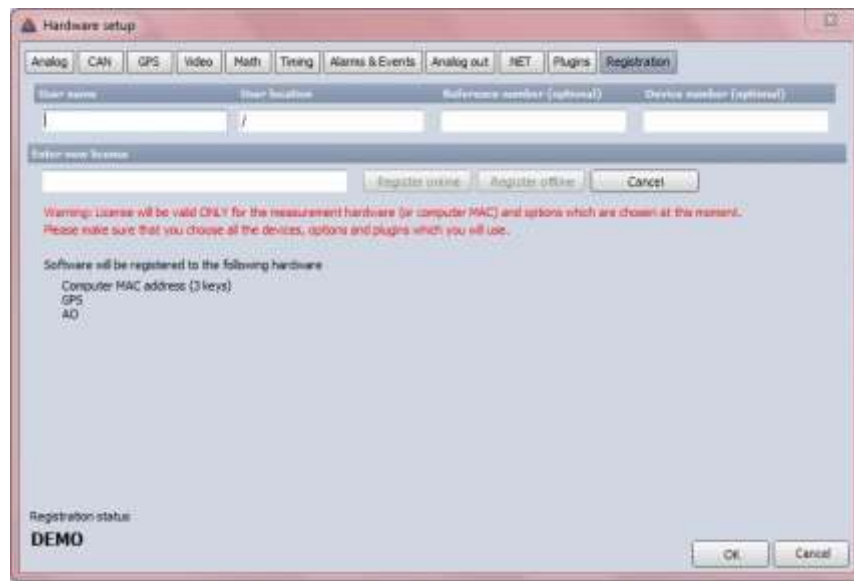 Hardware setup
Analog CAN GPS Video Math Timing Alarms & Events Analog out NET Plugins Registration
User name User location Reference number (optional) Device number (optional)
/
Enter new license
Register online Register offline Cancel
Warning: License will be valid ONLY for the measurement hardware (or computer MAC) and options which are chosen at this moment.
Please make sure that you choose all the devices, options and plugins which you will use.
Software will be registered to the following hardware
Computer MAC address (3 keys)
GPS
AO
Registration status
DEMO
OK Cancel